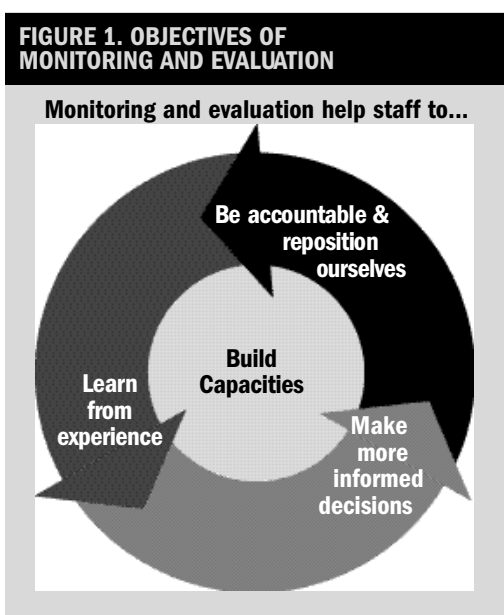 FIGURE 1. OBJECTIVES OF
MONITORING AND EVALUATION
Monitoring and evaluation help staff to...
Be accountable &
reposition
ourselves
Build
Capacities
Learn
from
experience
Make
more
informed
decisions